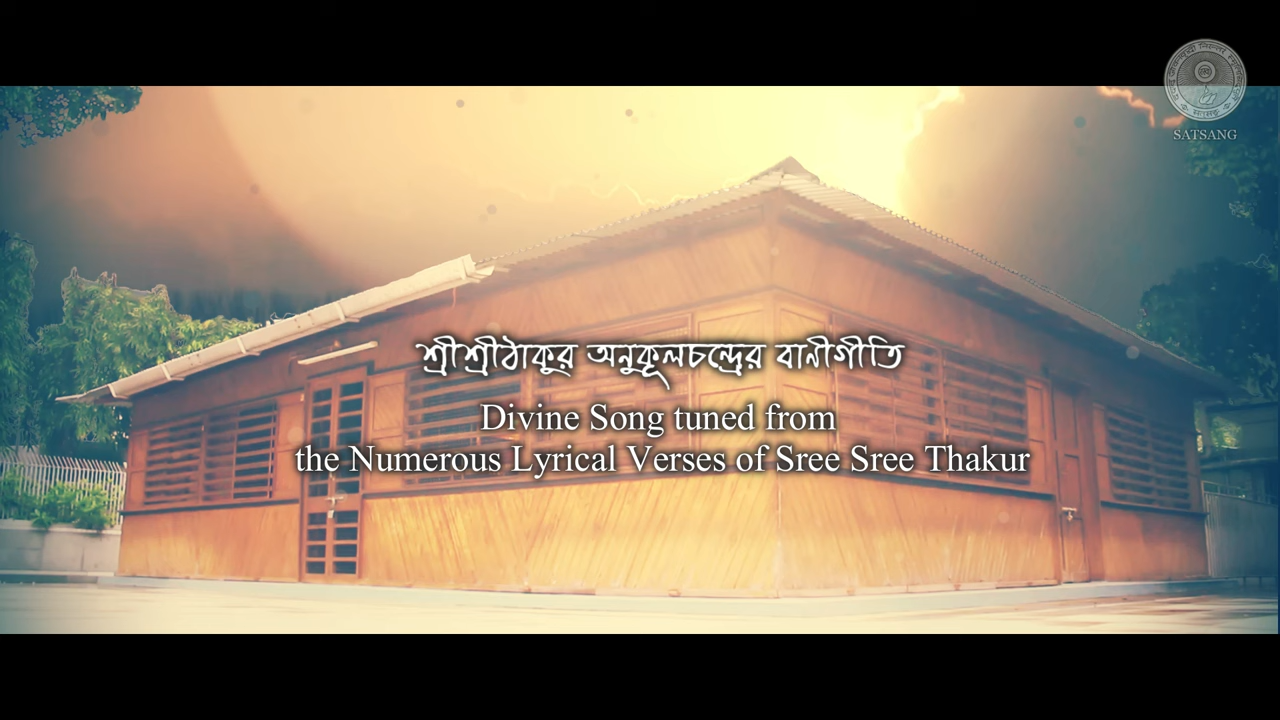 SATSANG
শ্রীশ্রীঠাকুর অনুকূলচন্দ্রের বানীগীতি
Divine Song tuned from
the Numerous Lyrical Verses of Sree Sree Thakur